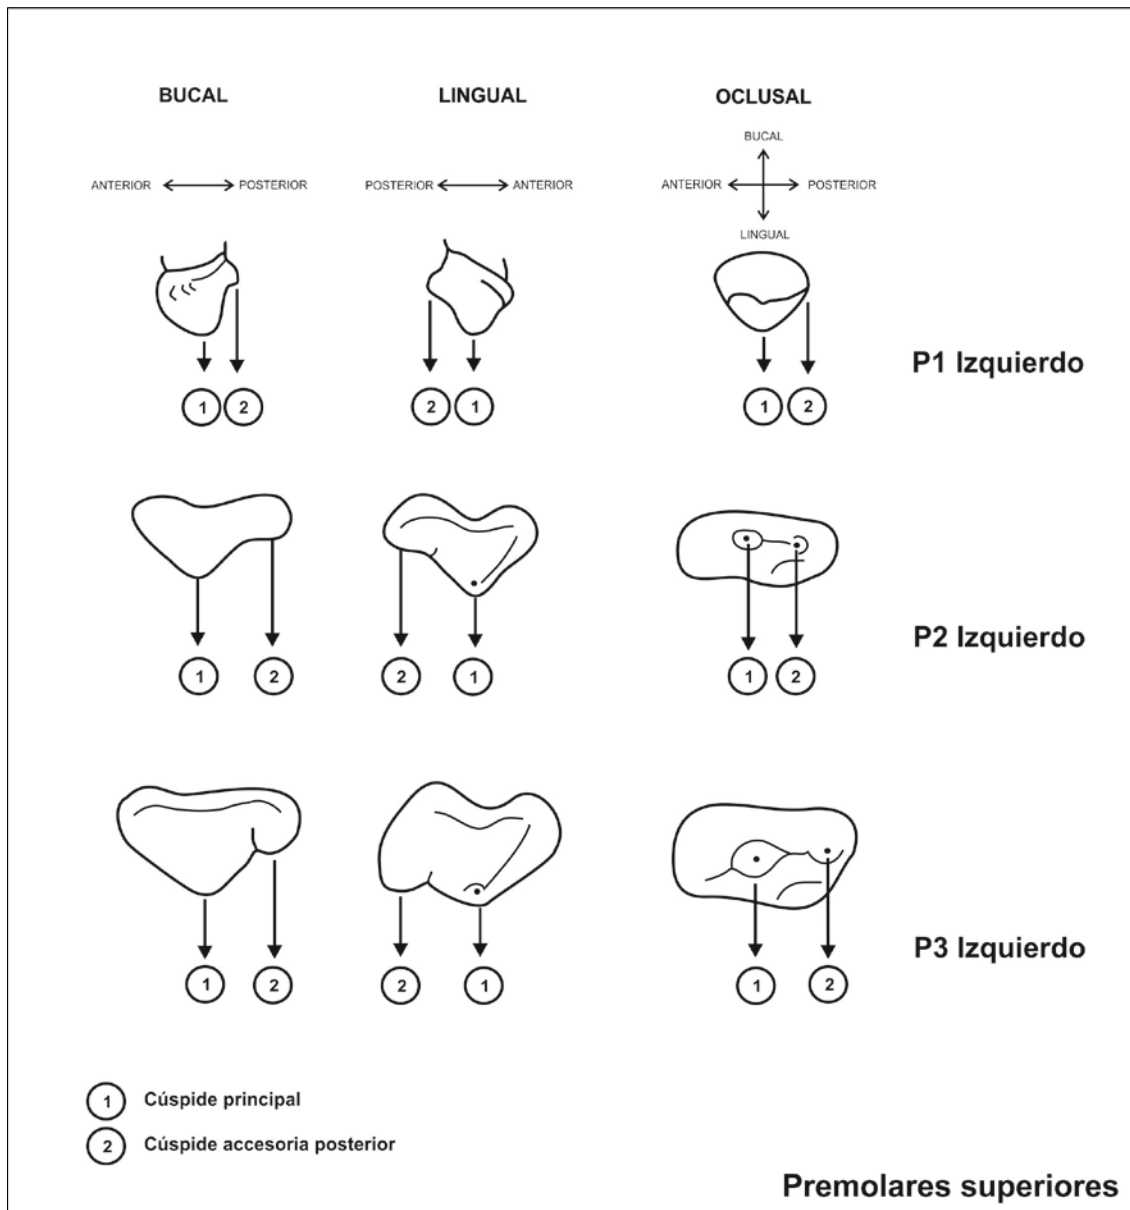 BUCAL LINGUAL OCLUSAL
BUCAL
ANTERIOR POSTERIOR POSTERIOR ANTERIOR ANTERIOR POSTERIOR
LINGUAL
P1 Izquierdo
1 2 2 1 1 2
P2 Izquierdo
1 2 2 1 1 2
P3 Izquierdo
1 2 2 1 1 2
1 Cúspide principal
2 Cúspide accesoria posterior
Premolares superiores